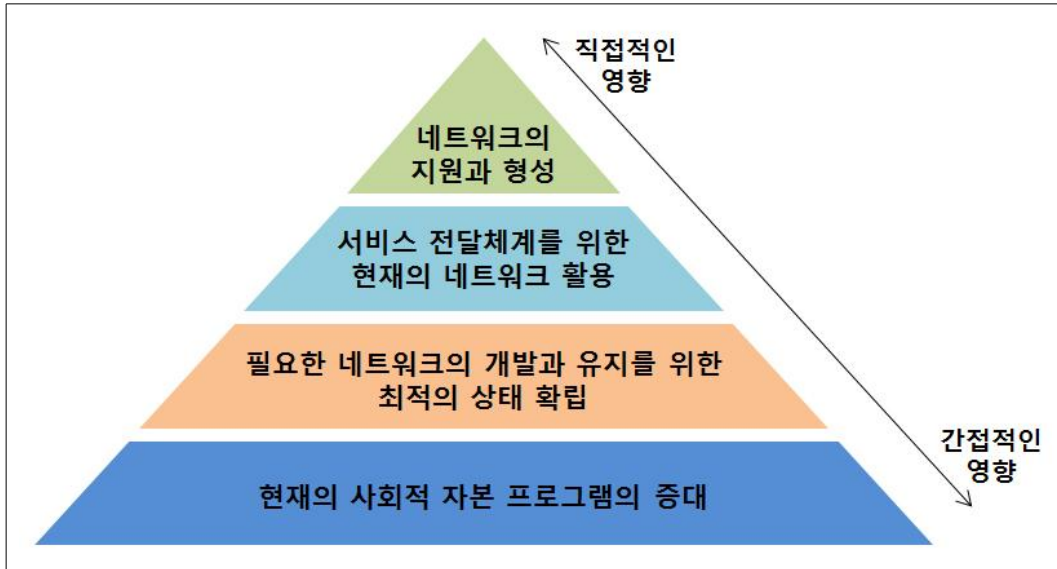 직접적인
영향
네트워크의
지원과 형성
서비스 전달체계를 위한
현재의 네트워크 활용
필요한 네트워크의 개발과 유지를 위한
최적의 상태 확립
간접적인
영향
현재의 사회적 자본 프로그램의 증대